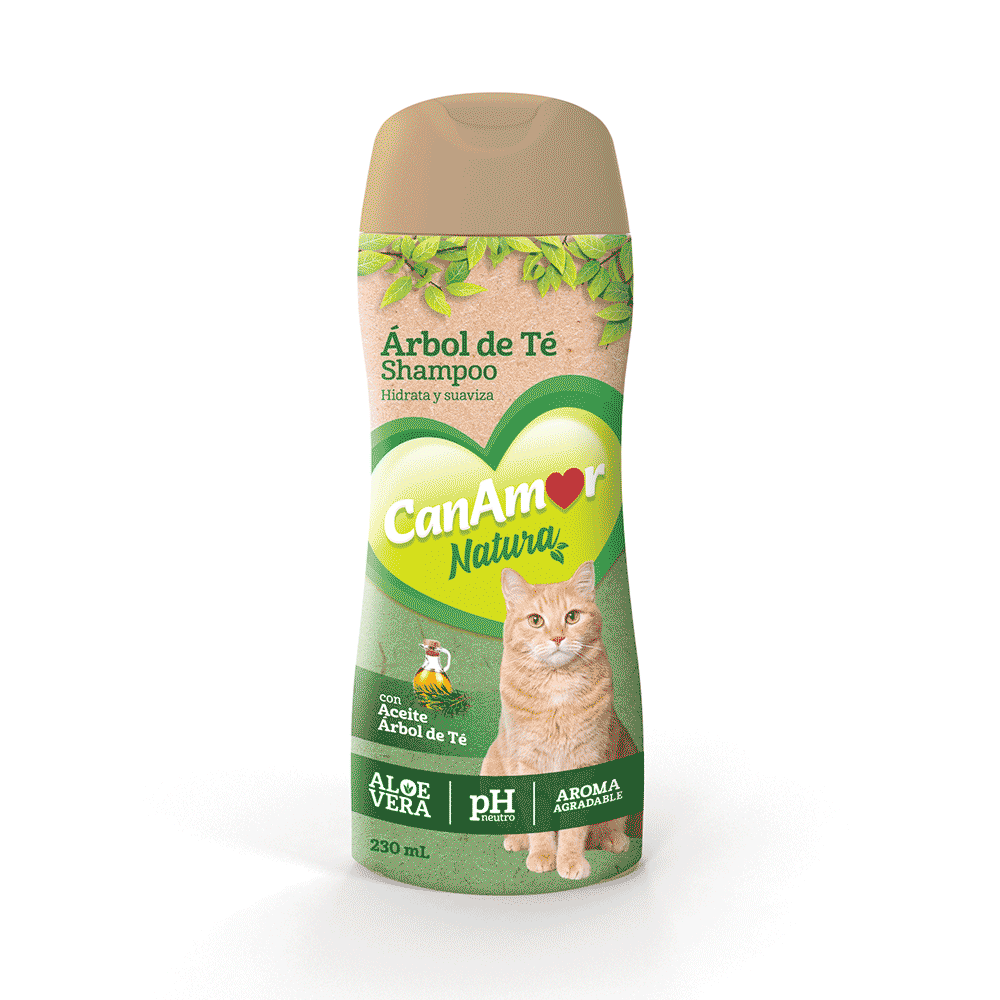 Árbol de Té
Shampoo
Hidrata y suaviza
CanAmor
Natura
con
Aceite
Árbol de Té
ALOE
VERA
pH
neutro
AROMA
AGRADABLE
230 mL